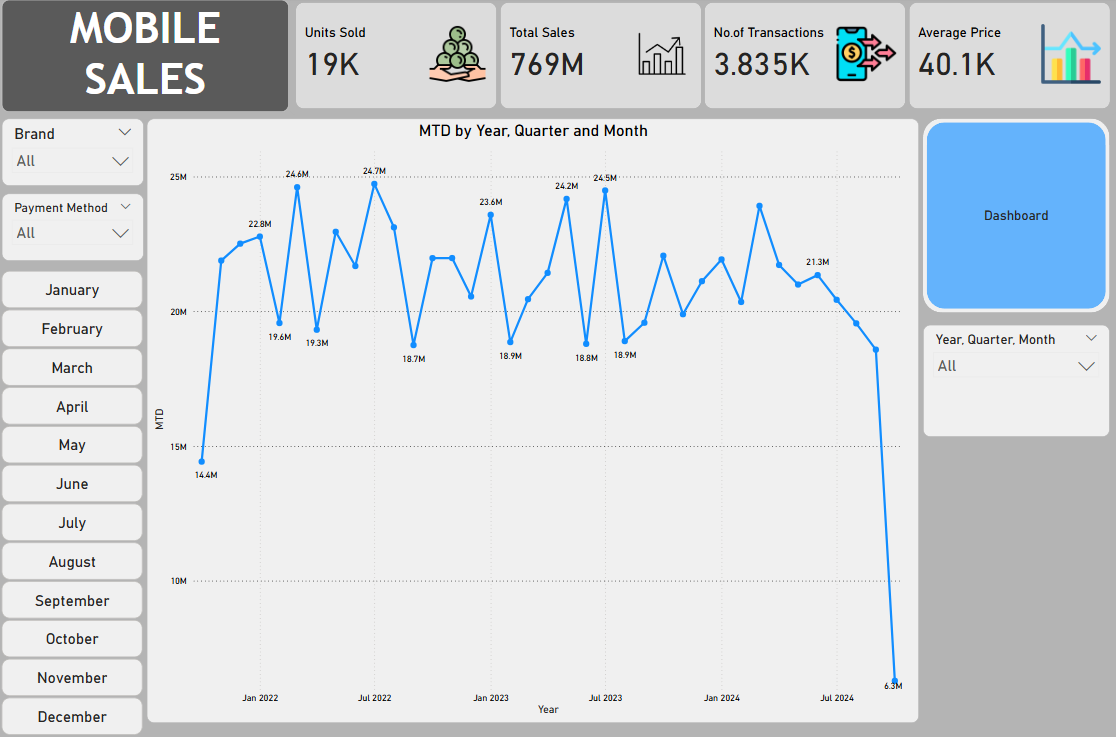 MOBILE
SALES
Units Sold
19K
Total Sales
769M
No.of Transactions
3.835K
Average Price
40.1K
Brand
All
Payment Method
All
January
February
March
April
May
June
July
August
September
October
November
December
MTD by Year, Quarter and Month
MTD
25M
20M
15M
10M
14.4M
22.8M
19.6M
24.6M
19.3M
24.7M
18.7M
23.6M
18.9M
24.2M
18.8M
24.5M
18.9M
21.3M
6.3M
Jan 2022
Jul 2022
Jan 2023
Jul 2023
Jan 2024
Jul 2024
Year
Dashboard
Year, Quarter, Month
All